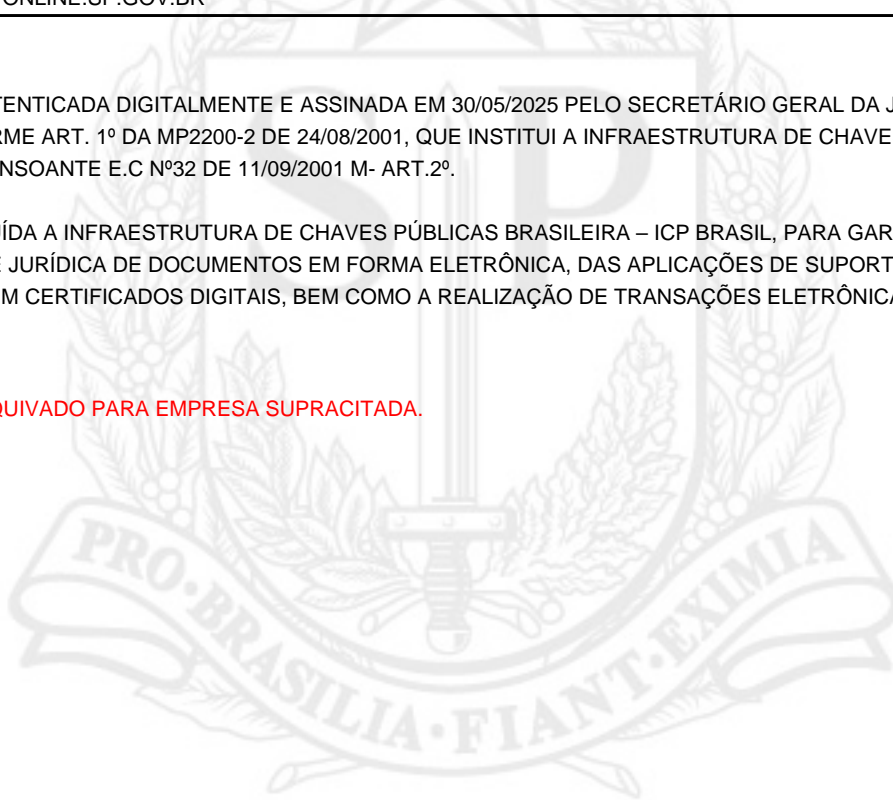 ONLINE.SP.GOV.BR
TENTICADA DIGITALMENTE E ASSINADA EM 30/05/2025 PELO SECRETÁRIO GERAL DA J
RME ART. 1º DA MP2200-2 DE 24/08/2001, QUE INSTITUI A INFRAESTRUTURA DE CHAVE
NSOANTE E.C Nº32 DE 11/09/2001 M- ART.2º.
ÍDA A INFRAESTRUTURA DE CHAVES PÚBLICAS BRASILEIRA – ICP BRASIL, PARA GAR
E JURÍDICA DE DOCUMENTOS EM FORMA ELETRÔNICA, DAS APLICAÇÕES DE SUPORT
M CERTIFICADOS DIGITAIS, BEM COMO A REALIZAÇÃO DE TRANSAÇÕES ELETRÔNICA
QUIVADO PARA EMPRESA SUPRACITADA.
SP
PRO·BRASILIA·FIANT·EXIMIA